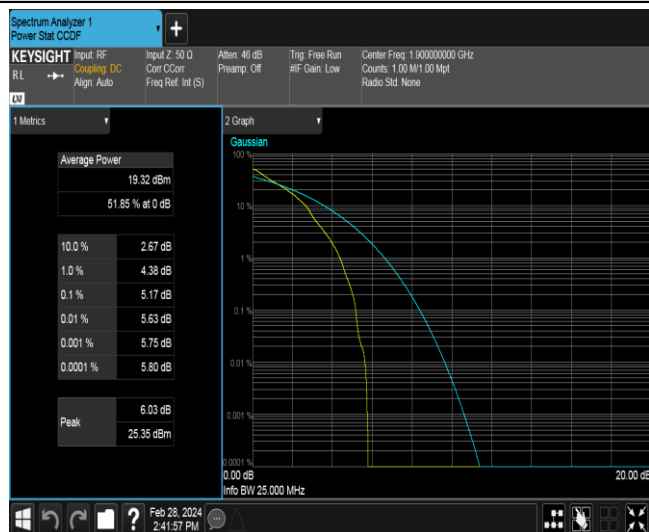 Spectrum Analyzer 1
Power Stat CCDF
KEYSIGHT
RL
Input: RF
Coupling: DC
Align: Auto
Input Z: 50 Ω
Corr CCorr
Freq Ref: Int (S)
Atten: 46 dB
Preamp: Off
Trig: Free Run
#IF Gain: Low
Center Freq: 1.900000000 GHz
Counts: 1.00 M/1.00 Mpt
Radio Std: None
LXI
1 Metrics
Average Power
19.32 dBm
51.85 % at 0 dB
10.0 % 2.67 dB
1.0 % 4.38 dB
0.1 % 5.17 dB
0.01 % 5.63 dB
0.001 % 5.75 dB
0.0001 % 5.80 dB
Peak
6.03 dB
25.35 dBm
2 Graph
Gaussian
100 %
10 %
1 %
0.1 %
0.01 %
0.001 %
0.0001 %
0.00 dB 20.00 dB
Info BW 25.000 MHz
?
Feb 28, 2024
2:41:57 PM